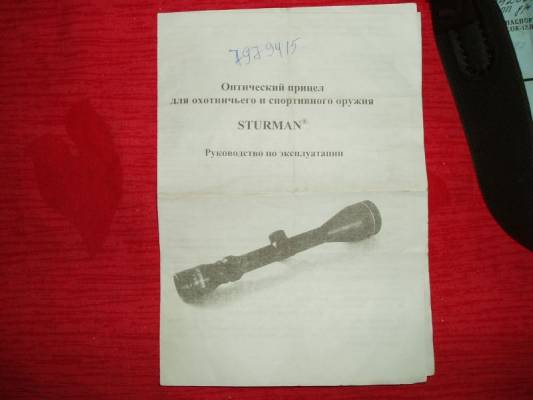 7979415
Оптический прицел
для охотничьего и спортивного оружия
STURMAN®
Руководство по эксплуатации